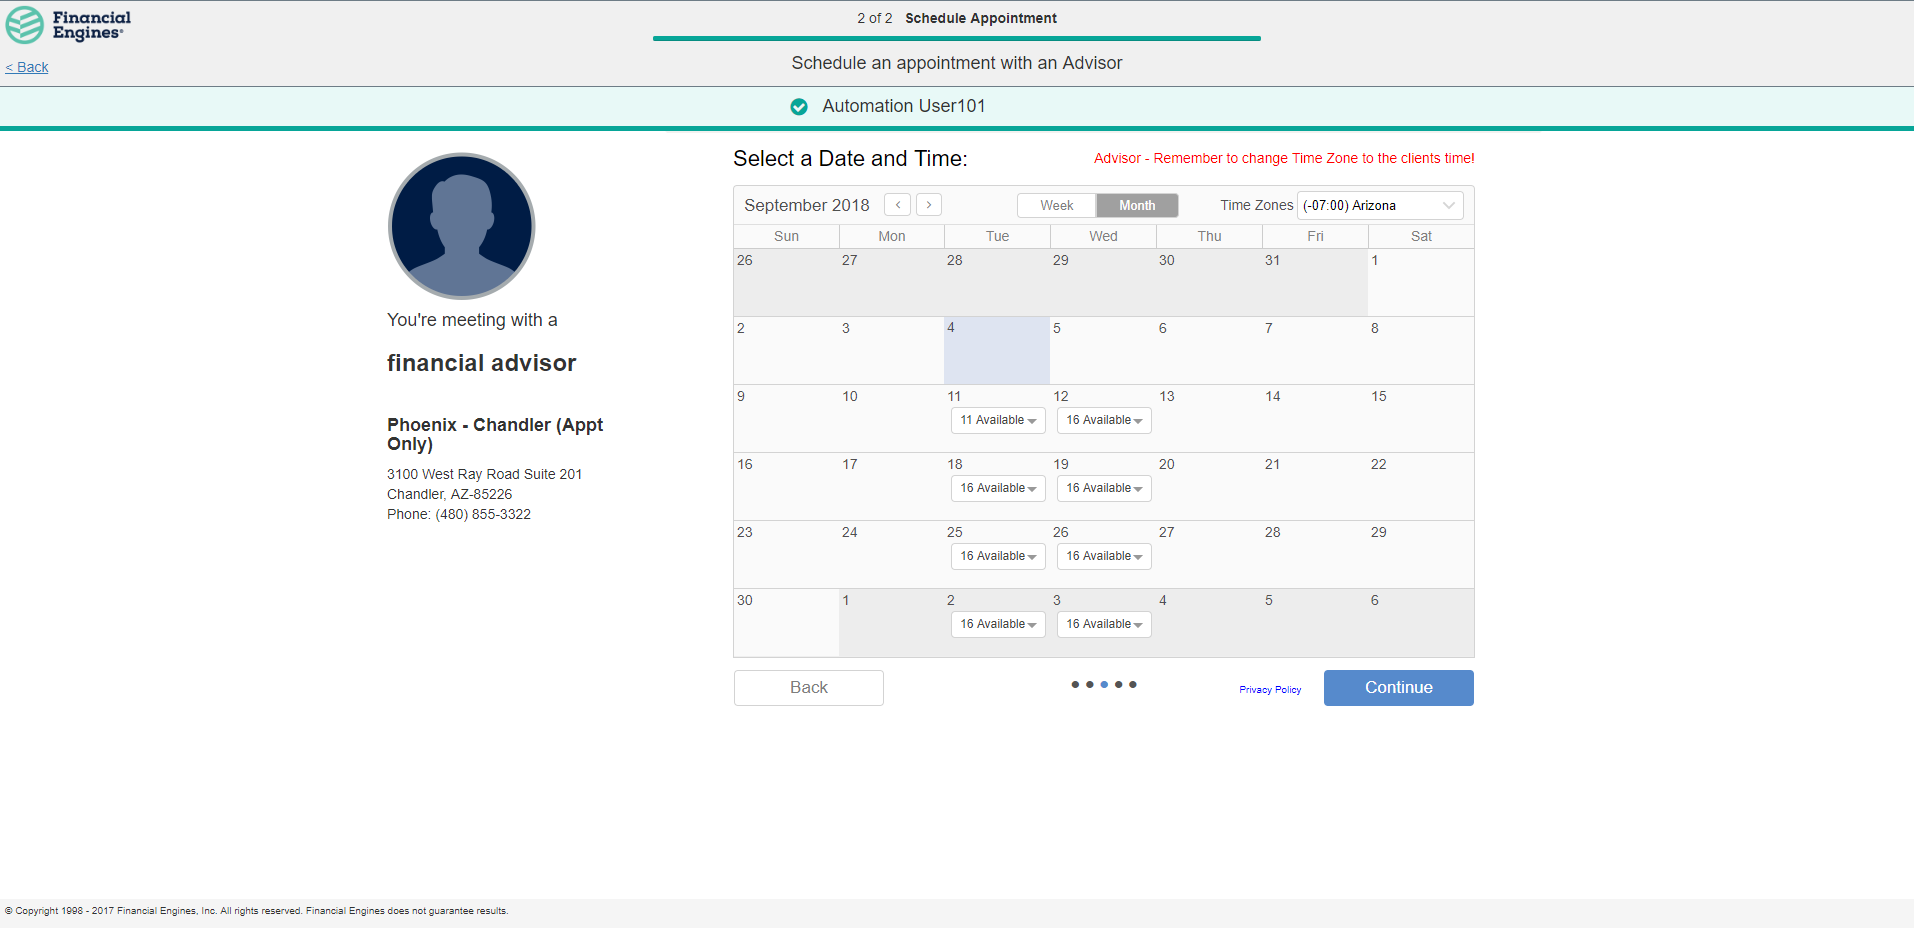 Financial
Engines®
2 of 2 Schedule Appointment
< Back
Schedule an appointment with an Advisor
Automation User101
Select a Date and Time:
Advisor - Remember to change Time Zone to the clients time!
You're meeting with a
financial advisor
Phoenix - Chandler (Appt
Only)
3100 West Ray Road Suite 201
Chandler, AZ-85226
Phone: (480) 855-3322
September 2018 < > Week Month Time Zones (-07:00) Arizona
Sun Mon Tue Wed Thu Fri Sat
26 27 28 29 30 31 1
2 3 4 5 6 7 8
9 10 11 12 13 14 15
11 Available 16 Available
16 17 18 19 20 21 22
16 Available 16 Available
23 24 25 26 27 28 29
16 Available 16 Available
30 1 2 3 4 5 6
16 Available 16 Available
Back
Privacy Policy
Continue
© Copyright 1998 - 2017 Financial Engines, Inc. All rights reserved. Financial Engines does not guarantee results.